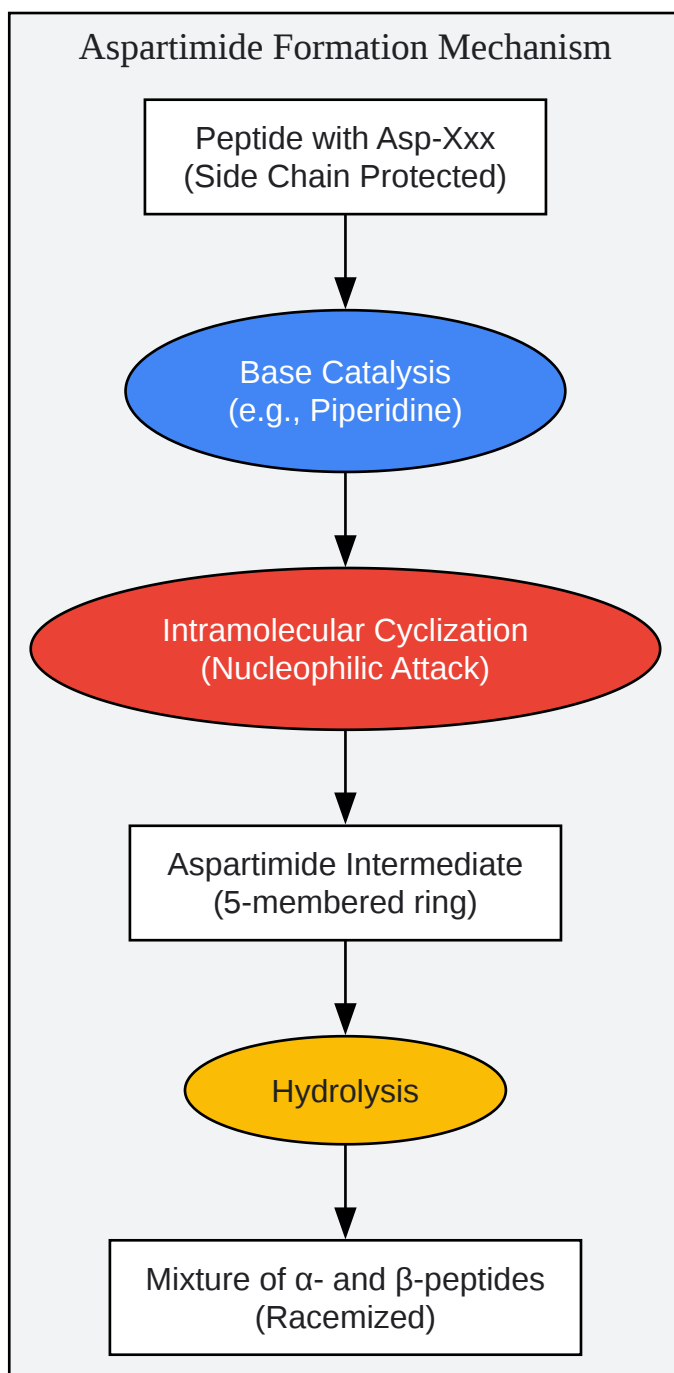 Aspartimide Formation Mechanism
Peptide with Asp-Xxx
(Side Chain Protected)
Base Catalysis
(e.g., Piperidine)
Intramolecular Cyclization
(Nucleophilic Attack)
Aspartimide Intermediate
(5-membered ring)
Hydrolysis
Mixture of α- and β-peptides
(Racemized)